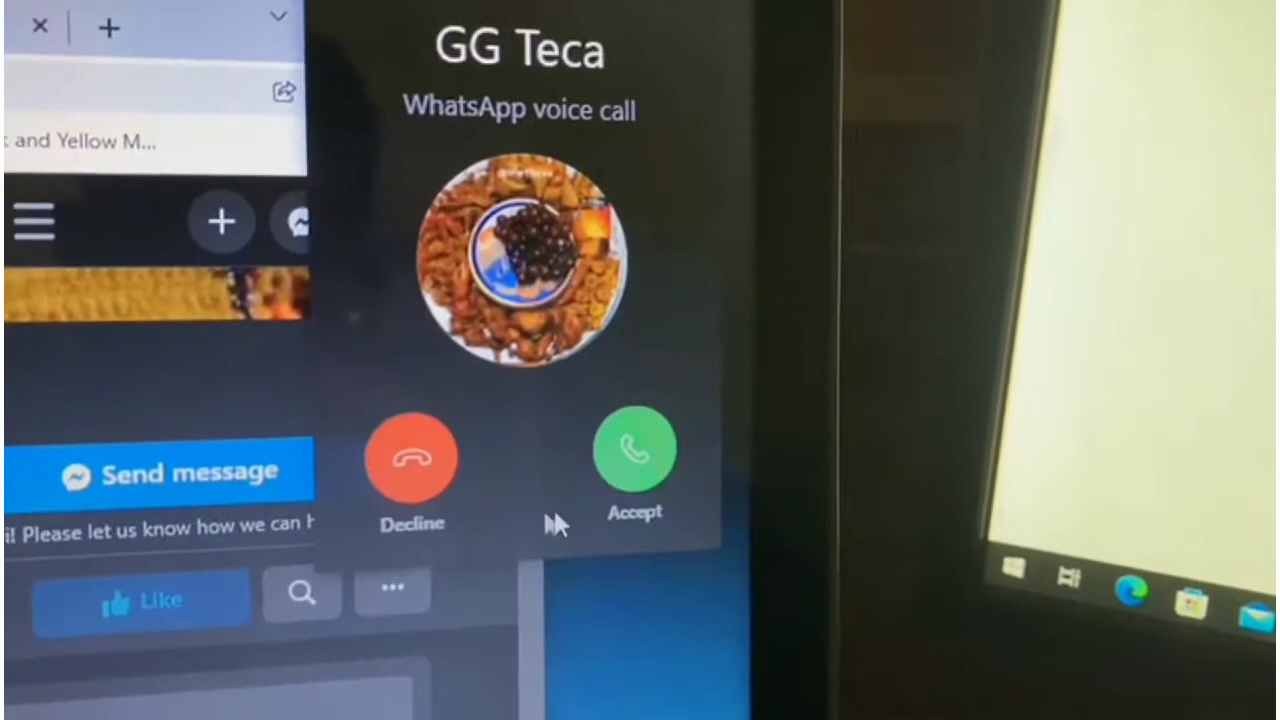 GG Teca
WhatsApp voice call
and Yellow M...
Send message
Please let us know how we can
Decline
Accept
Like